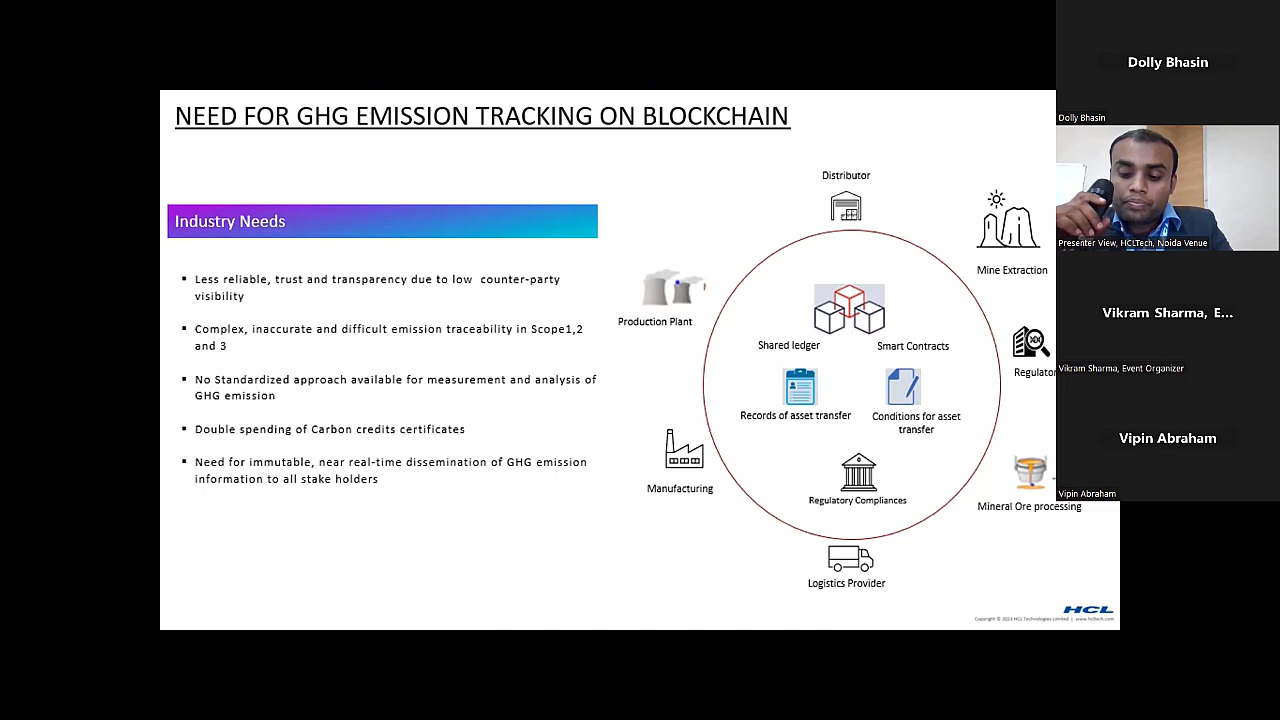 NEED FOR GHG EMISSION TRACKING ON BLOCKCHAIN
Industry Needs
Less reliable, trust and transparency due to low counter-party
visibility
Complex, inaccurate and difficult emission traceability in Scope1,2
and 3
No Standardized approach available for measurement and analysis of
GHG emission
Double spending of Carbon credits certificates
Need for immutable, near real-time dissemination of GHG emission
information to all stake holders
Distributor
Mine Extraction
Production Plant
Shared ledger
Smart Contracts
Regulator
Records of asset transfer
Conditions for asset
transfer
Manufacturing
Regulatory Compliances
Mineral Ore processing
Logistics Provider
HCL
Copyright © 2021 HCL Technologies Limited | www.hcltech.com
Dolly Bhasin
Dolly Bhasin
Presenter View, HCLTech, Noida Venue
Vikram Sharma, E...
Vikram Sharma, Event Organizer
Vipin Abraham
Vipin Abraham